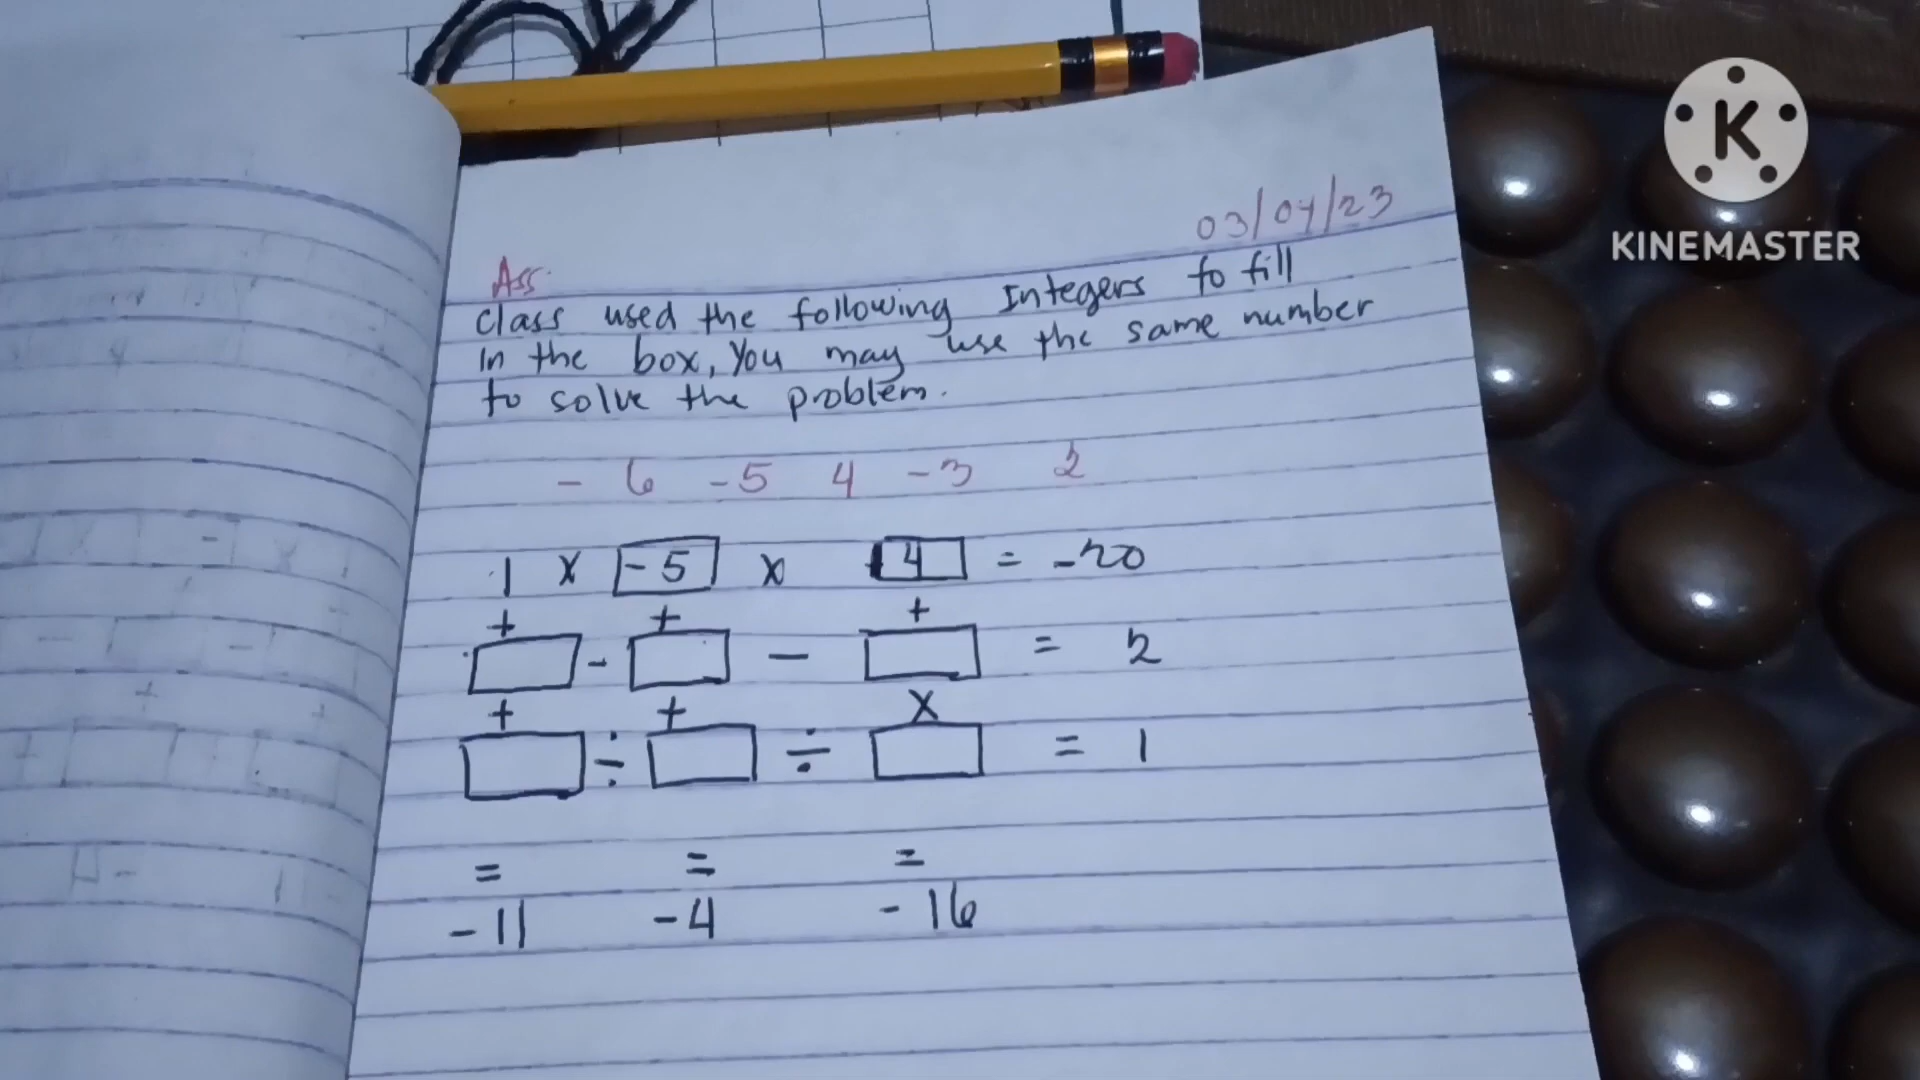 K
KINEMASTER
03/04/23
Ass.
Class used the following Integers to fill
in the box, You may use the same number
to solve the problem.
- 6 -5 4 -3 2
1 x -5 x 4 = -20
+ + +
- - = 2
+ + x
÷ ÷ = 1
= = =
-11 -4 -16